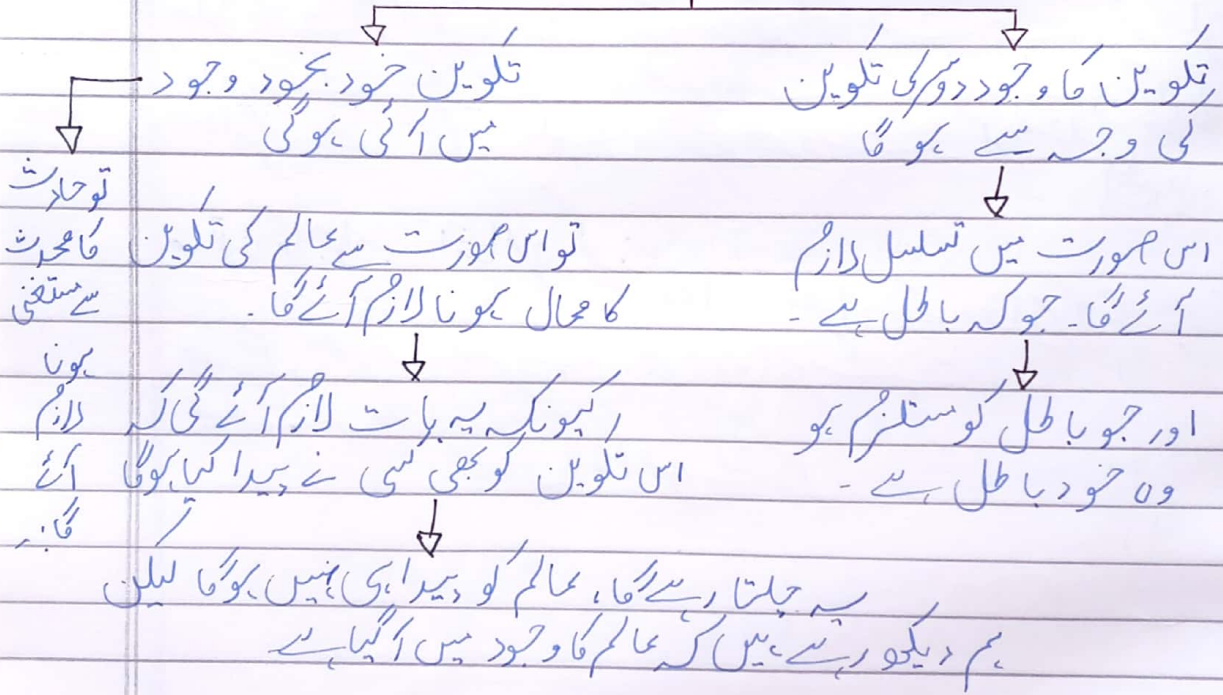 تکوین کا وجود دوسری تکوین
کی وجہ سے ہو گا
اس صورت میں تسلسل لازم
آئے گا۔ جو کہ باطل ہے۔
اور جو باطل کو مستلزم ہو
وہ خود باطل ہے۔
تکوین خود بخود وجود
میں آئی ہوگی
تو اس صورت سے عالم کی تکوین
کا محال ہونا لازم آئے گا۔
کیونکہ یہ بات لازم آئے گی کہ
اس تکوین کو بھی کسی نے پیدا کیا ہوگا
یہ چلتا رہے گا، عالم کو پیدا ہی نہیں ہوگا لیکن
ہم دیکھ رہے ہیں کہ عالم کا وجود میں آ گیا ہے
تو حادث
کا محدث
سے مستغنی
ہونا
لازم
آئے
گا۔